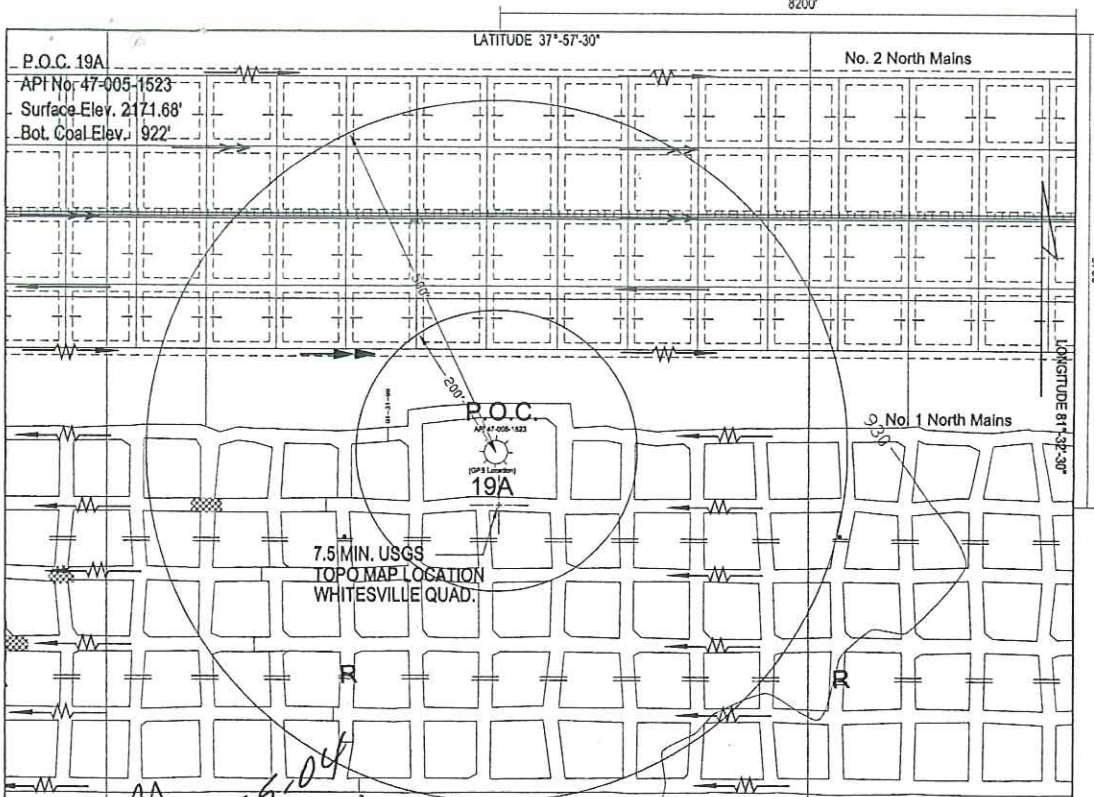 8200'
LATITUDE 37°-57'-30"
No. 2 North Mains
P.O.C. 19A
API No. 47-005-1523
Surface Elev. 2171.68'
Bot. Coal Elev. 922'
500'
200'
LONGITUDE 81°-32'-30"
P.O.C.
API 47-005-1523
(GPS Location)
19A
930
No. 1 North Mains
7.5 MIN. USGS
TOPO MAP LOCATION
WHITESVILLE QUAD.
R
R